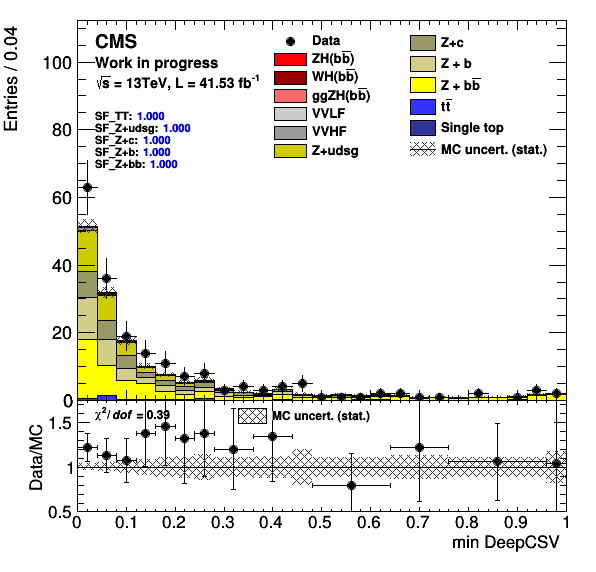 Entries / 0.04
100
80
60
40
20
0
CMS
Work in progress
√s = 13TeV, L = 41.53 fb⁻¹
SF_TT: 1.000
SF_Z+udsg: 1.000
SF_Z+c: 1.000
SF_Z+b: 1.000
SF_Z+bb: 1.000
Data
ZH(bb̅)
WH(bb̅)
ggZH(bb̅)
VVLF
VVHF
Z+udsg
Z+c
Z + b
Z + bb̅
tt̅
Single top
MC uncert. (stat.)
Data/MC
1.5
1
0.5
χ²/dof = 0.39
MC uncert. (stat.)
0 0.1 0.2 0.3 0.4 0.5 0.6 0.7 0.8 0.9 1
min DeepCSV